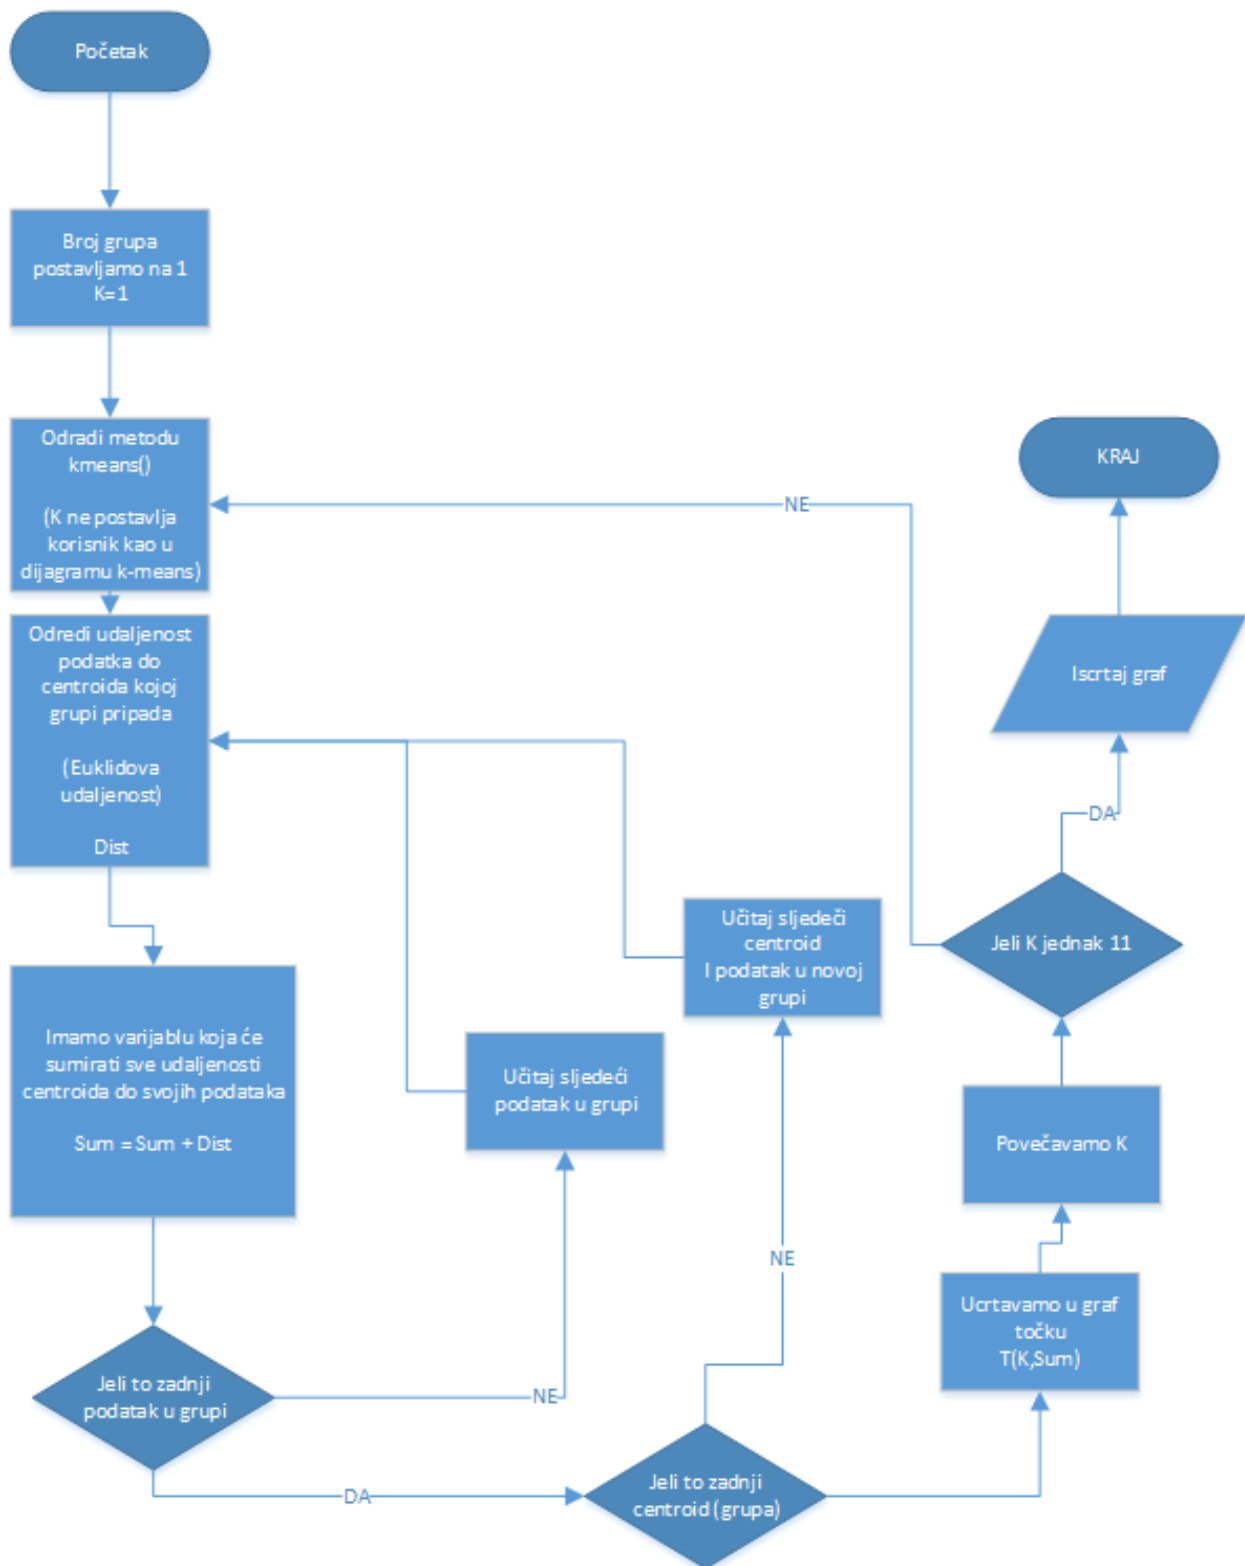 Početak
Broj grupa
postavljamo na 1
K=1
Odradi metodu
kmeans()
(K ne postavlja
korisnik kao u
dijagramu k-means)
Odredi udaljenost
podatka do
centroida kojoj
grupi pripada
(Euklidova
udaljenost)
Dist
Imamo varijablu koja će
sumirati sve udaljenosti
centroida do svojih podataka
Sum = Sum + Dist
Jeli to zadnji
podatak u grupi
NE
DA
Učitaj sljedeći
podatak u grupi
Jeli to zadnji
centroid (grupa)
NE
Učitaj sljedeči
centroid
I podatak u novoj
grupi
Ucrtavamo u graf
točku
T(K,Sum)
Povečavamo K
Jeli K jednak 11
NE
DA
Iscrtaj graf
KRAJ